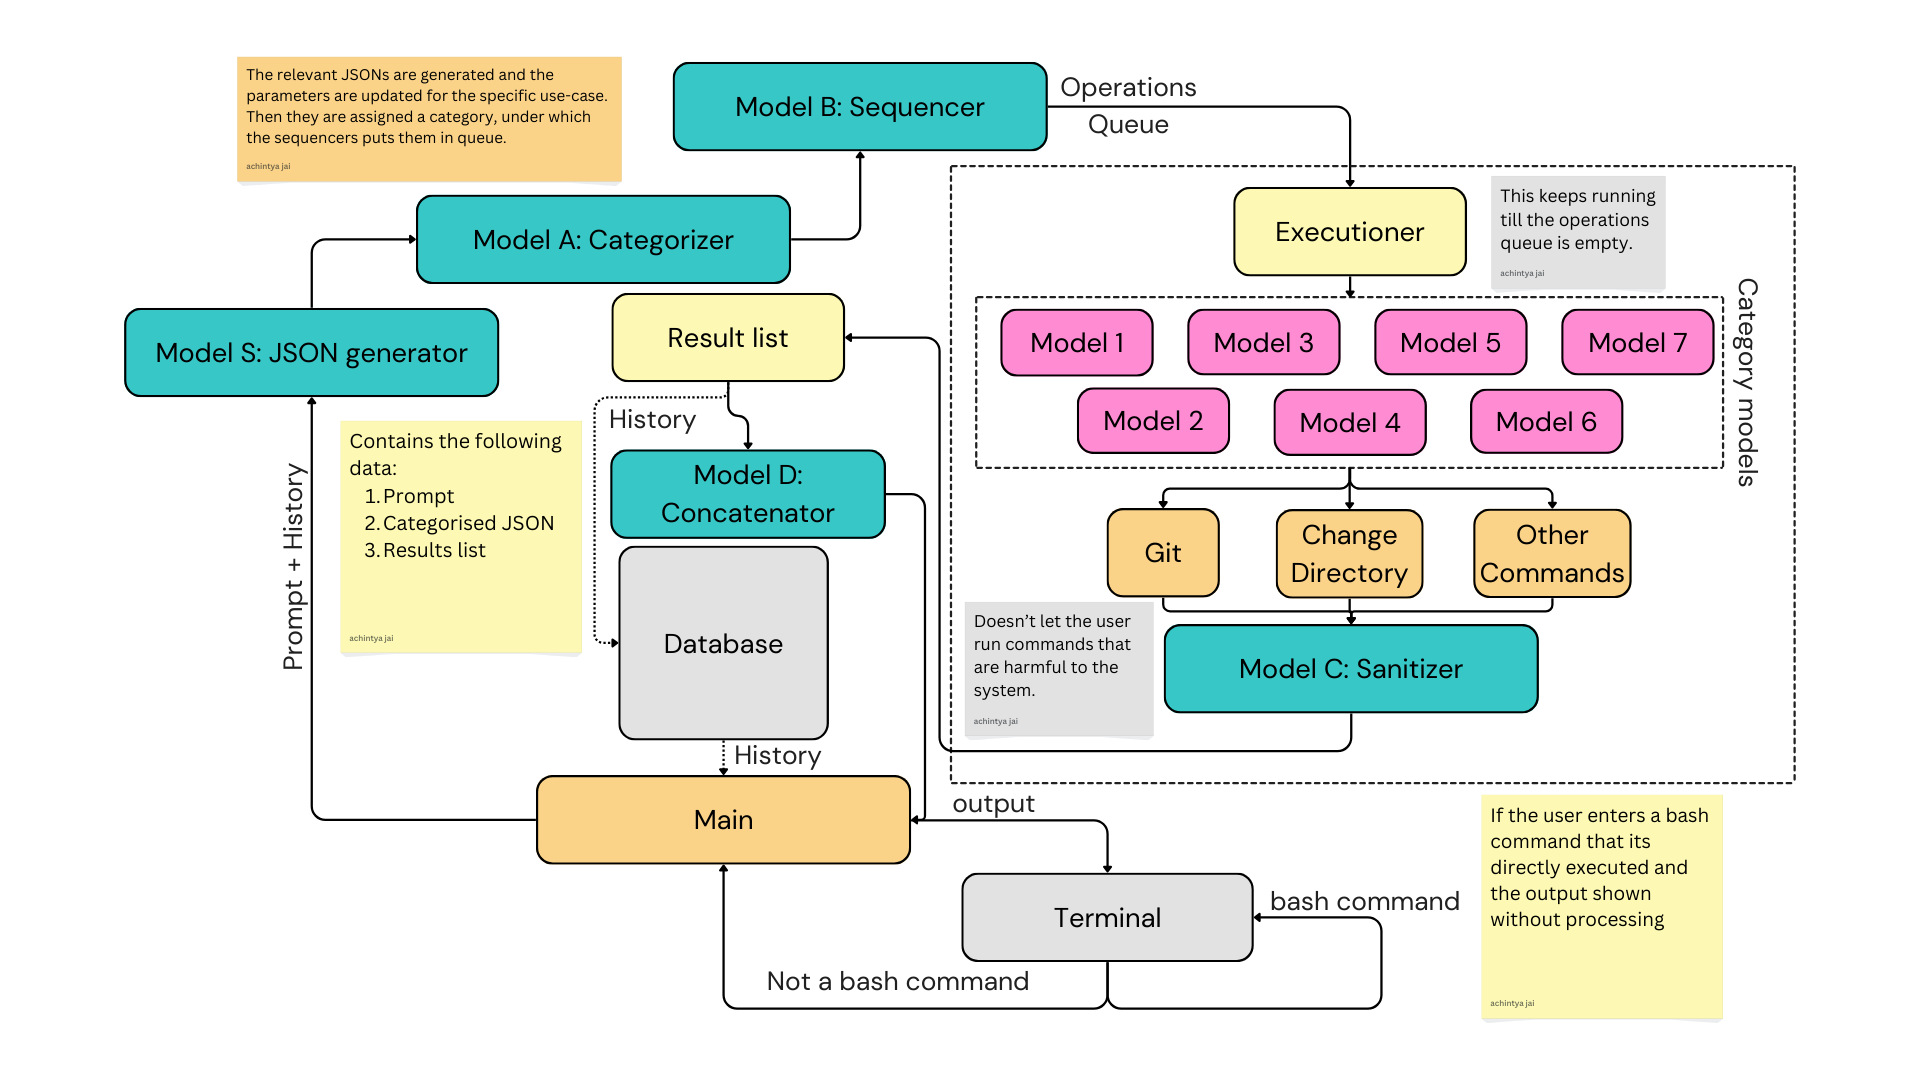 The relevant JSONs are generated and the
parameters are updated for the specific use-case.
Then they are assigned a category, under which
the sequencers puts them in queue.
achintya jai
Model B: Sequencer
Operations
Queue
Model A: Categorizer
Executioner
This keeps running
till the operations
queue is empty.
achintya jai
Model S: JSON generator
Result list
Model 1
Model 3
Model 5
Model 7
Model 2
Model 4
Model 6
Category models
History
Contains the following
data:
1. Prompt
2. Categorised JSON
3. Results list
achintya jai
Prompt + History
Model D:
Concatenator
Git
Change
Directory
Other
Commands
Database
Doesn’t let the user
run commands that
are harmful to the
system.
achintya jai
Model C: Sanitizer
History
Main
output
If the user enters a bash
command that its
directly executed and
the output shown
without processing
achintya jai
Terminal
bash command
Not a bash command